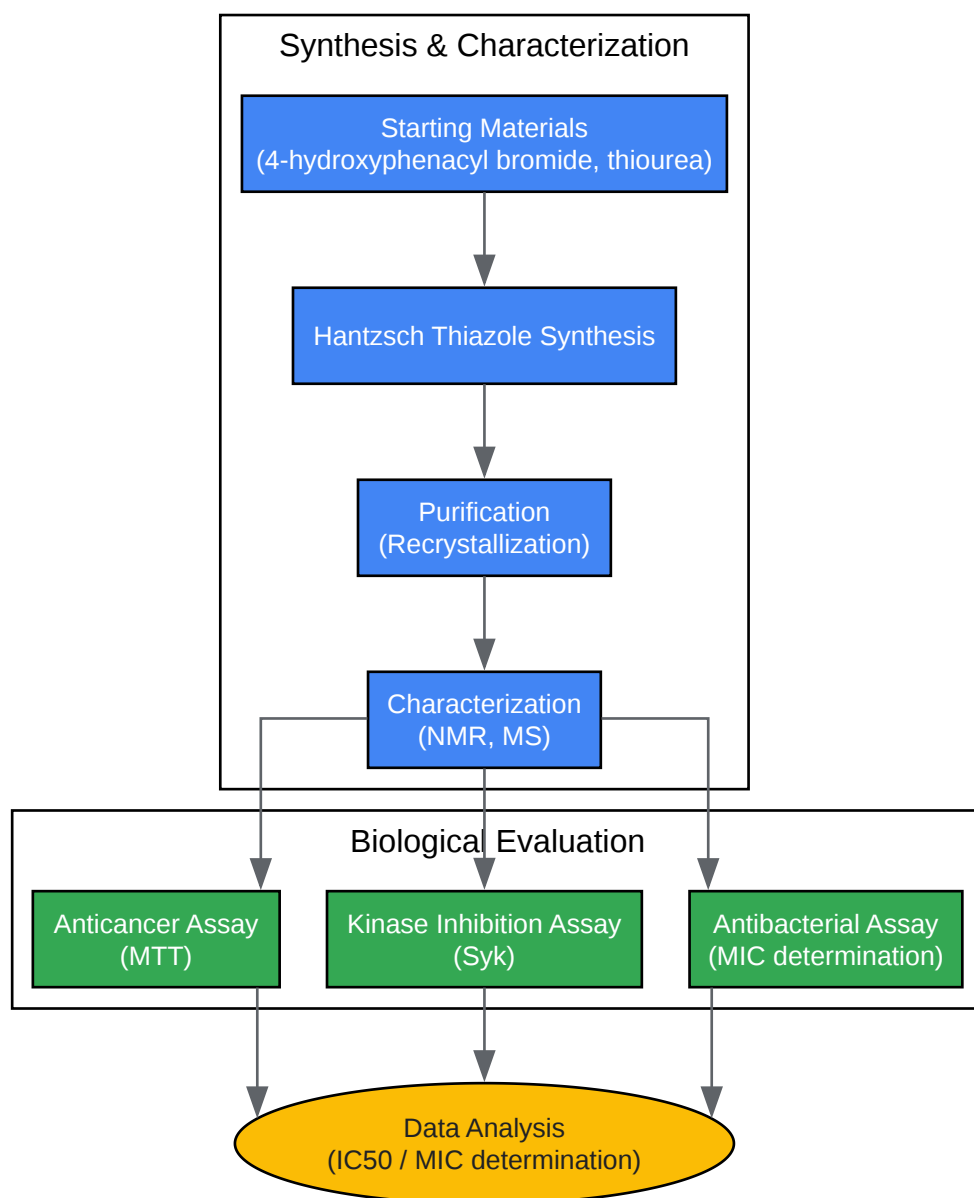 Synthesis & Characterization
Starting Materials
(4-hydroxyphenacyl bromide, thiourea)
Hantzsch Thiazole Synthesis
Purification
(Recrystallization)
Characterization
(NMR, MS)
Biological Evaluation
Anticancer Assay
(MTT)
Kinase Inhibition Assay
(Syk)
Antibacterial Assay
(MIC determination)
Data Analysis
(IC50 / MIC determination)